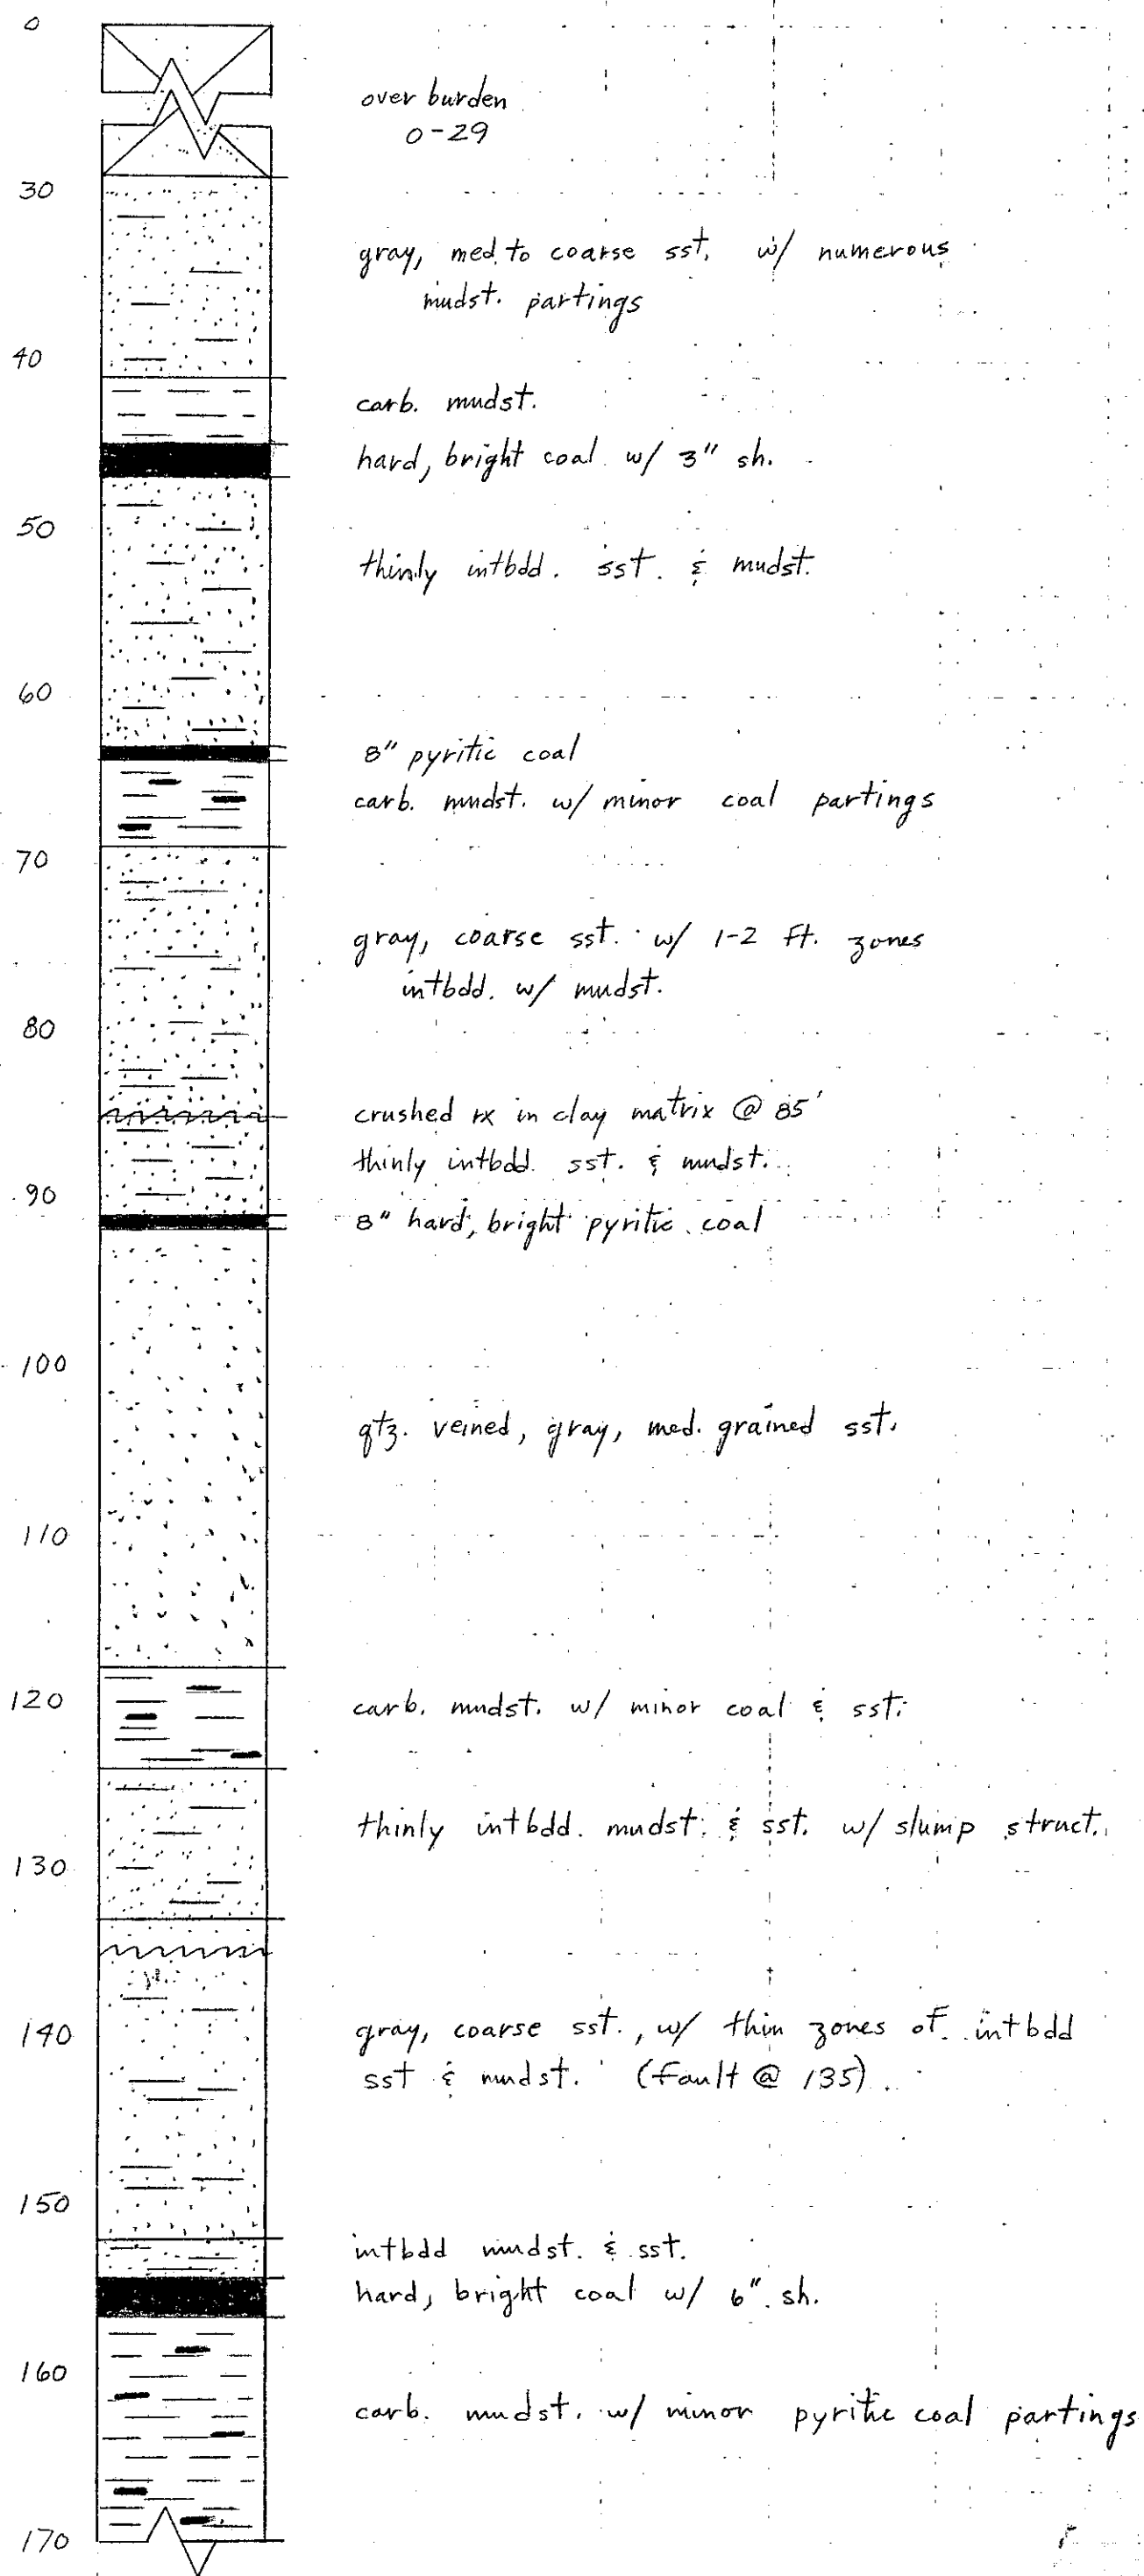 0
over burden
0-29
30
gray, med. to coarse sst. w/ numerous
mudst. partings
40
carb. mudst.
hard, bright coal w/ 3" sh.
50
thinly intbdd. sst. & mudst.
60
8" pyritic coal
carb. mudst. w/ minor coal partings
70
gray, coarse sst. w/ 1-2 ft. zones
intbdd. w/ mudst.
80
crushed rx in clay matrix @ 85'
thinly intbdd. sst. & mudst.
90
8" hard, bright pyritic coal
100
qtz. veined, gray, med. grained sst.
110
120
carb. mudst. w/ minor coal & sst.
thinly intbdd. mudst. & sst. w/ slump struct.
130
140
gray, coarse sst., w/ thin zones of intbdd
sst & mudst. (fault @ 135)
150
intbdd mudst. & sst.
hard, bright coal w/ 6" sh.
160
carb. mudst. w/ minor pyritic coal partings
170